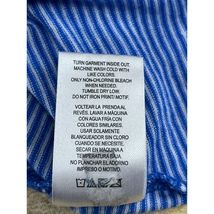 TURN GARMENT INSIDE OUT.
MACHINE WASH COLD WITH
LIKE COLORS.
ONLY NON-CHLORINE BLEACH
WHEN NEEDED.
TUMBLE DRY LOW
DO NOT IRON PRINT/ MOTIF.
VOLTEAR LA PRENDA AL
REVÉS. LAVAR A MÁQUINA
CON AGUA FRIA CON
COLORES SIMILARES.
USAR SOLAMENTE
BLANQUEADOR SIN CLORO
CUANDO SE NECESITE.
SECAR EN MÁQUINA A
TEMPERATURA BAJA
NO PLANCHAR EL ADORNO
IMPRESO O MOTIVO.